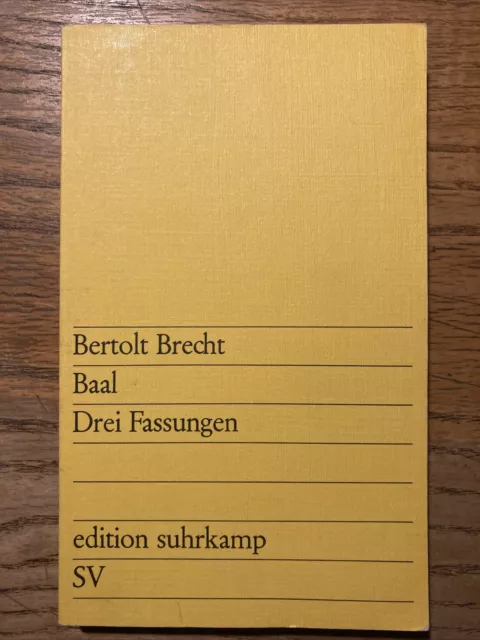 Bertolt Brecht
Baal
Drei Fassungen
edition suhrkamp
SV